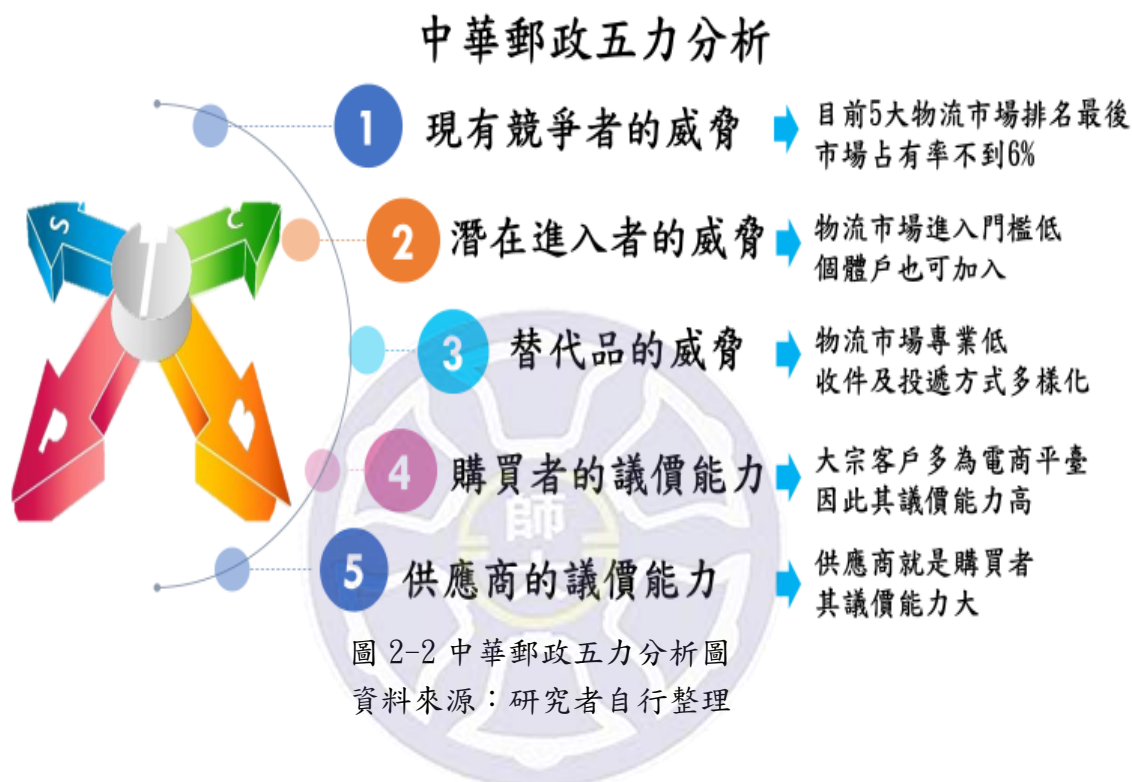 中華郵政五力分析
1 現有競爭者的威脅
目前5大物流市場排名最後
市場占有率不到6%
2 潛在進入者的威脅
物流市場進入門檻低
個體戶也可加入
3 替代品的威脅
物流市場專業低
收件及投遞方式多樣化
4 購買者的議價能力
大宗客戶多為電商平臺
因此其議價能力高
5 供應商的議價能力
供應商就是購買者
其議價能力大
S
C
I
P
師
圖 2-2 中華郵政五力分析圖
資料來源：研究者自行整理